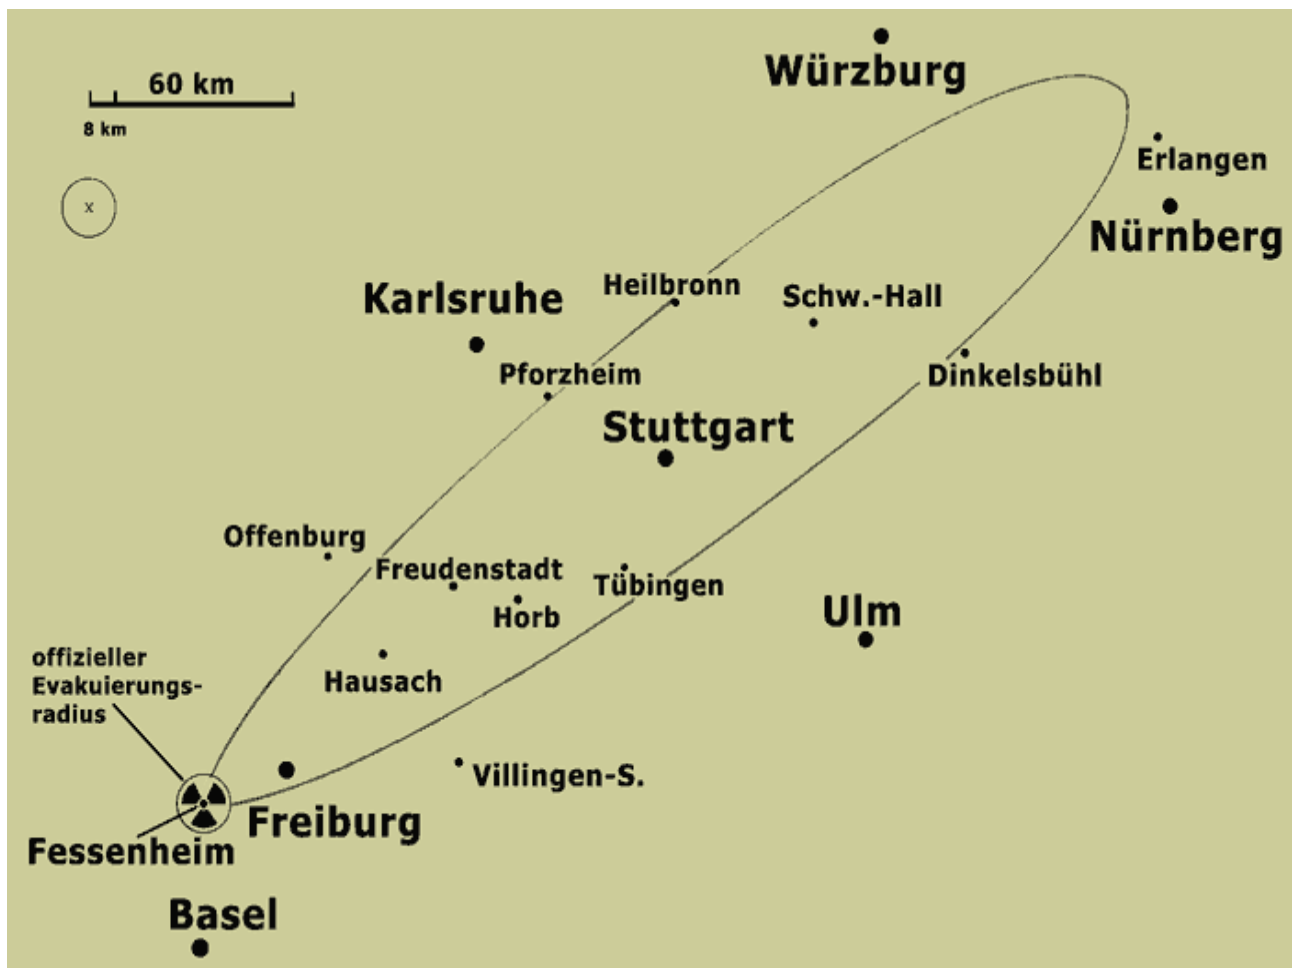 Würzburg
60 km
8 km
Erlangen
x
Nürnberg
Heilbronn
Schw.-Hall
Karlsruhe
Pforzheim
Dinkelsbühl
Stuttgart
Offenburg
Freudenstadt
Tübingen
Horb
Ulm
offizieller
Evakuierungs-
radius
Hausach
Villingen-S.
Freiburg
Fessenheim
Basel